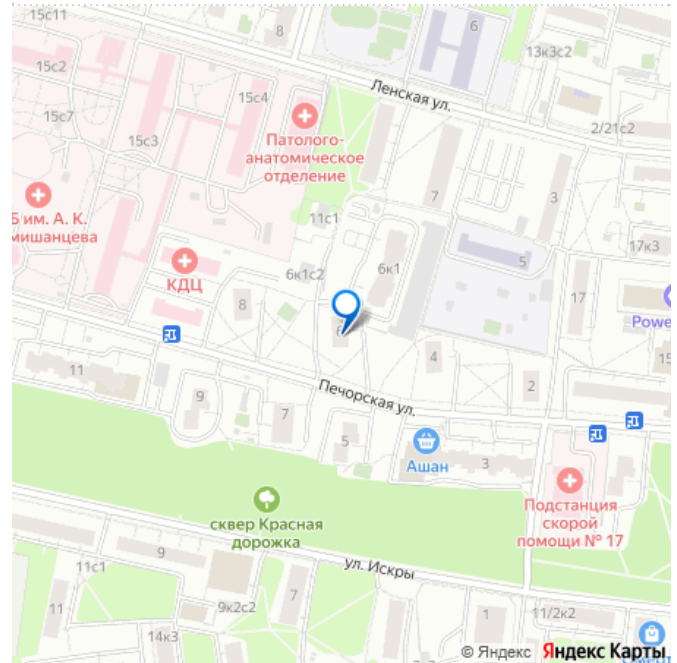 15с11
8
6
13к3с2
15с2
Ленская ул.
15с4
15с7
2/21с2
15с3
Патолого-
анатомическое
отделение
7
3
Б им. А. К.
мишанцева
11с1
17к3
КДЦ
6к1с2
6к1
5
8
17
Powe
6
15
11
4
Печорская ул.
2
9
7
5
Ашан
3
Подстанция
скорой
помощи № 17
сквер Красная
дорожка
ул. Искры
9
11с1
11
9к2с2
7
1
11/2к2
14к3
© Яндекс Яндекс Карты